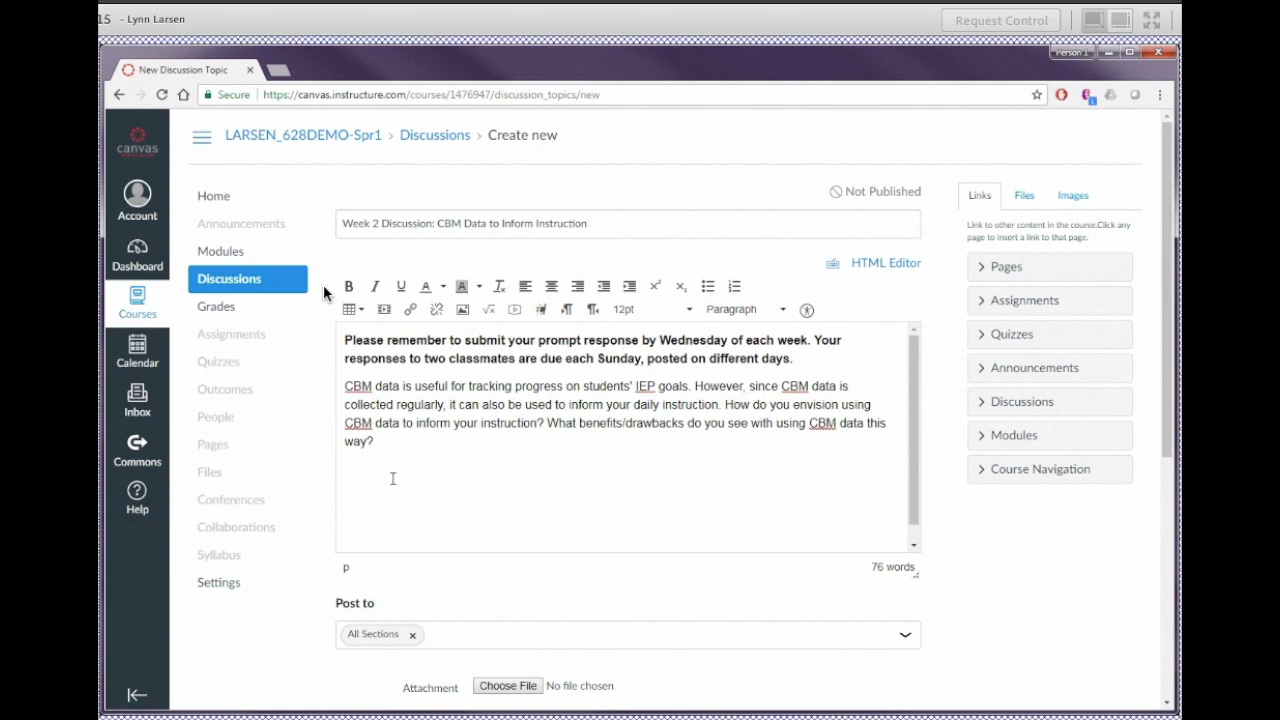 15 - Lynn Larsen
Request Control
Person 1
New Discussion Topic
Secure
https://canvas.instructure.com/courses/1476947/discussion_topics/new
canvas
Account
Dashboard
Courses
Calendar
Inbox
Commons
Help
LARSEN_628DEMO-Spr1 > Discussions > Create new
Home
Announcements
Modules
Discussions
Grades
Assignments
Quizzes
Outcomes
People
Pages
Files
Conferences
Collaborations
Syllabus
Settings
Not Published
Week 2 Discussion: CBM Data to Inform Instruction
HTML Editor
B I U A A
12pt Paragraph
Please remember to submit your prompt response by Wednesday of each week. Your
responses to two classmates are due each Sunday, posted on different days.
CBM data is useful for tracking progress on students' IEP goals. However, since CBM data is
collected regularly, it can also be used to inform your daily instruction. How do you envision using
CBM data to inform your instruction? What benefits/drawbacks do you see with using CBM data this
way?
p
76 words
Post to
All Sections
Attachment Choose File No file chosen
Links Files Images
Link to other content in the course.Click any
page to insert a link to that page.
Pages
Assignments
Quizzes
Announcements
Discussions
Modules
Course Navigation